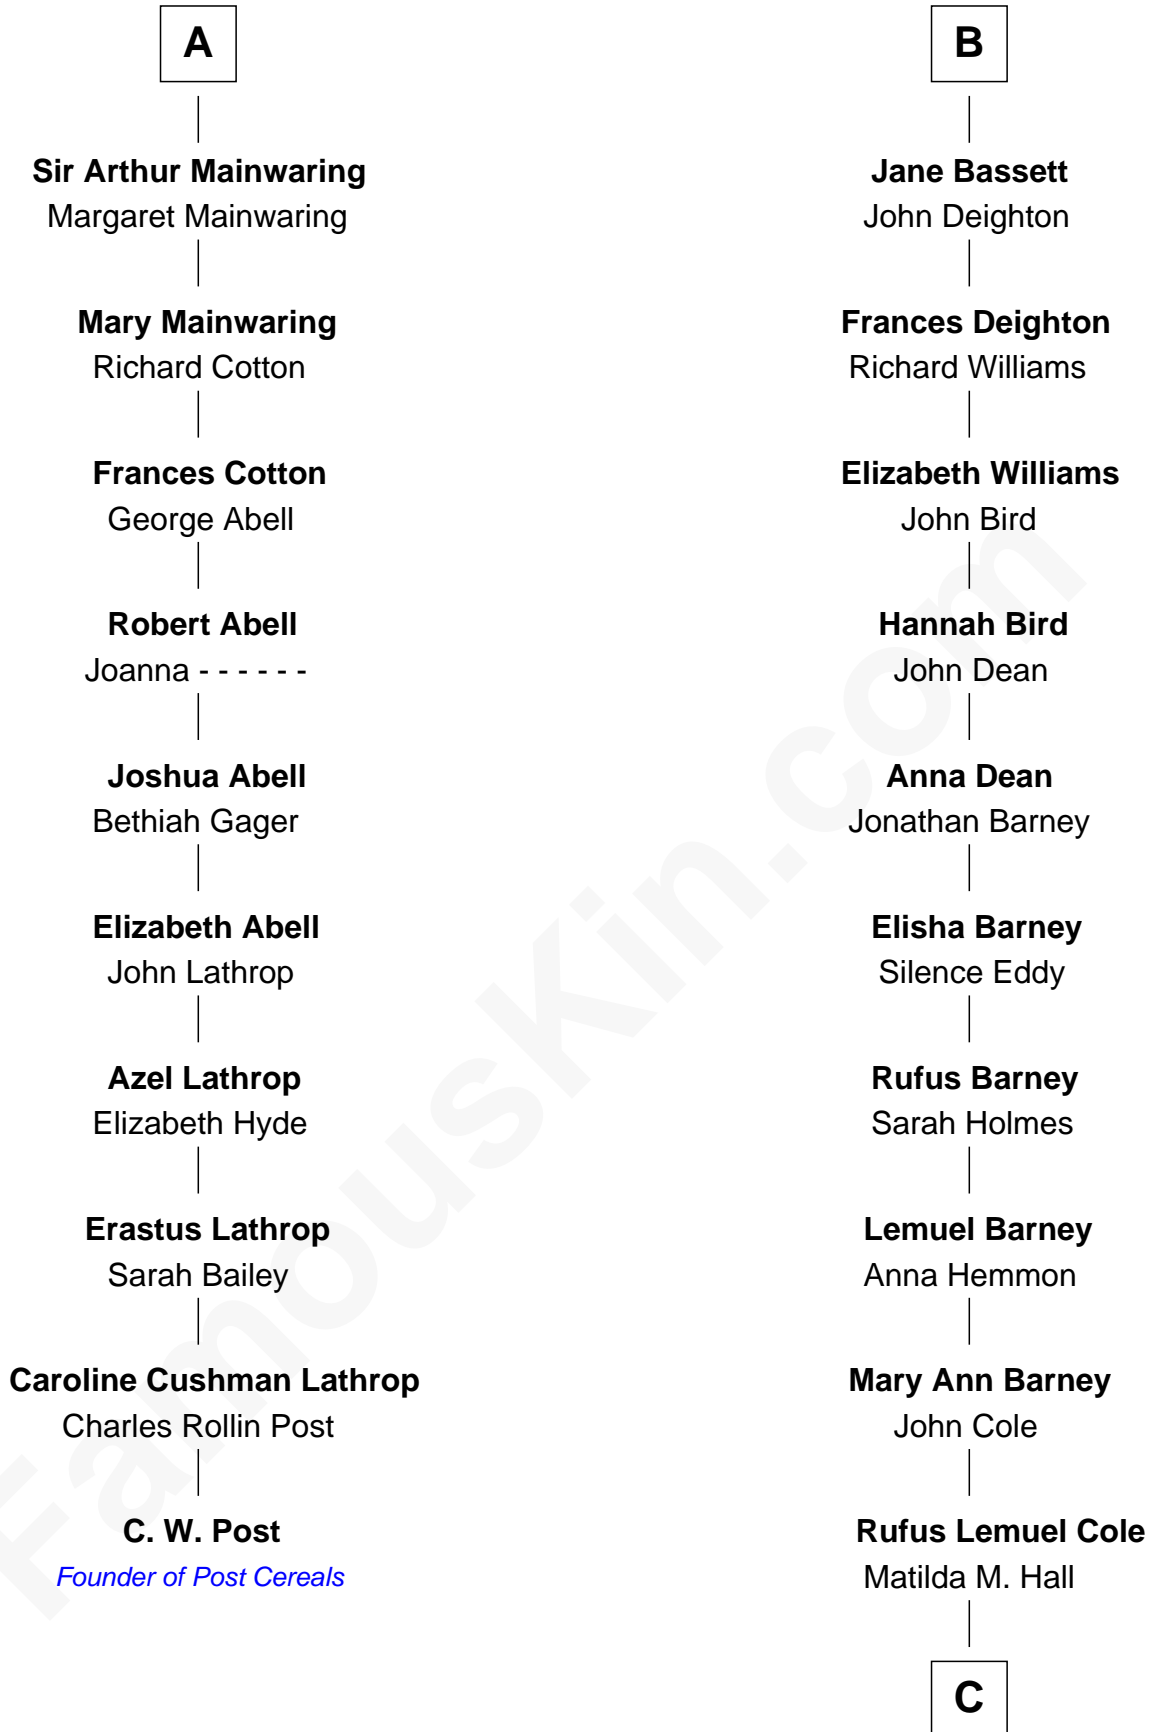 A
Sir Arthur Mainwaring
Margaret Mainwaring
Mary Mainwaring
Richard Cotton
Frances Cotton
George Abell
Robert Abell
Joanna - - - - - -
Joshua Abell
Bethiah Gager
Elizabeth Abell
John Lathrop
Azel Lathrop
Elizabeth Hyde
Erastus Lathrop
Sarah Bailey
Caroline Cushman Lathrop
Charles Rollin Post
C. W. Post
Founder of Post Cereals
B
Jane Bassett
John Deighton
Frances Deighton
Richard Williams
Elizabeth Williams
John Bird
Hannah Bird
John Dean
Anna Dean
Jonathan Barney
Elisha Barney
Silence Eddy
Rufus Barney
Sarah Holmes
Lemuel Barney
Anna Hemmon
Mary Ann Barney
John Cole
Rufus Lemuel Cole
Matilda M. Hall
C
FamousKin.com